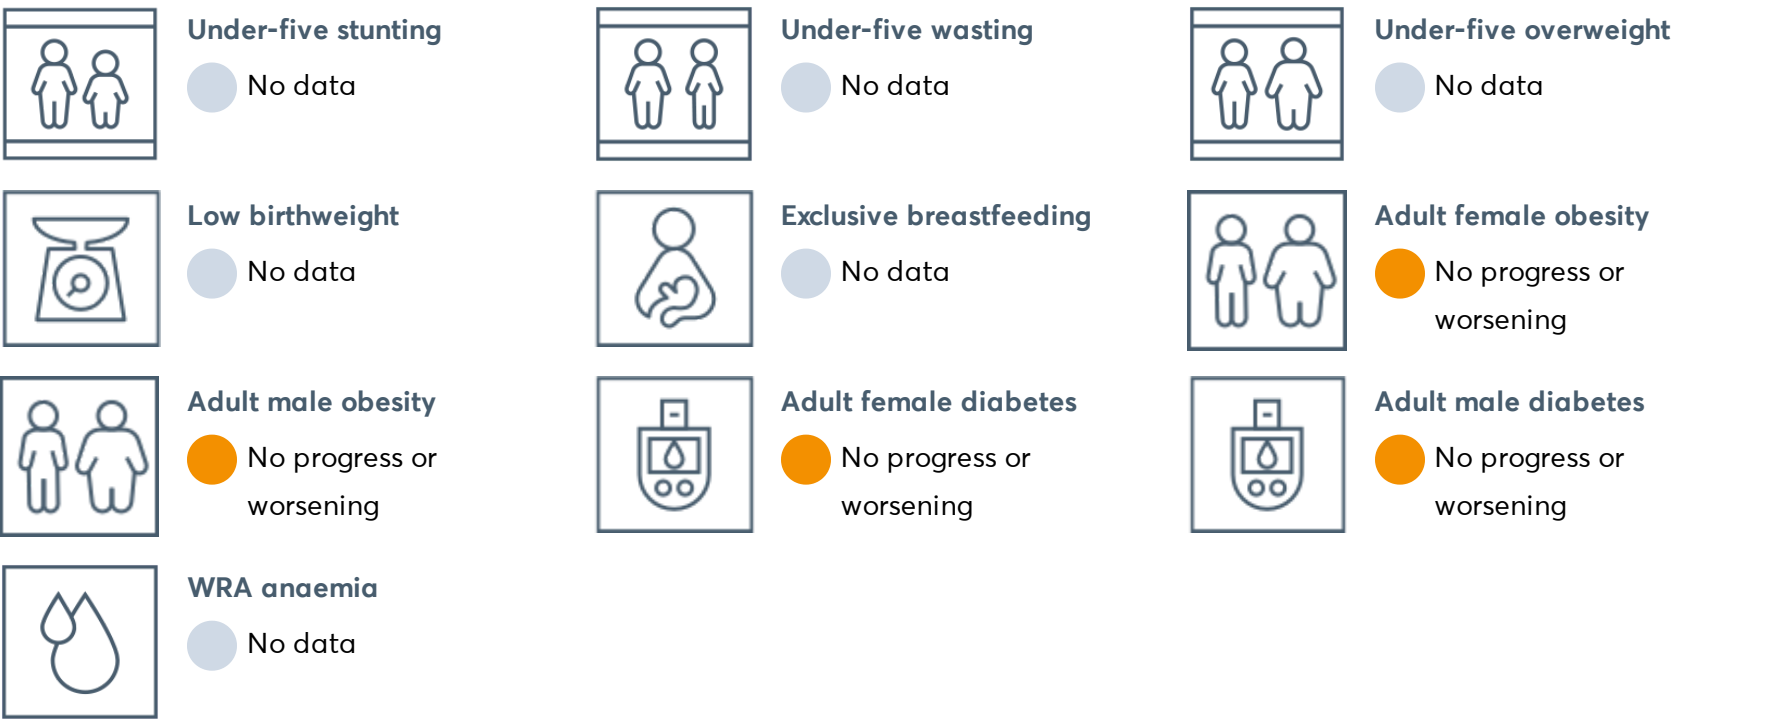 Under-five stunting
No data
Under-five wasting
No data
Under-five overweight
No data
Low birthweight
No data
Exclusive breastfeeding
No data
Adult female obesity
No progress or
worsening
Adult male obesity
No progress or
worsening
Adult female diabetes
No progress or
worsening
Adult male diabetes
No progress or
worsening
WRA anaemia
No data